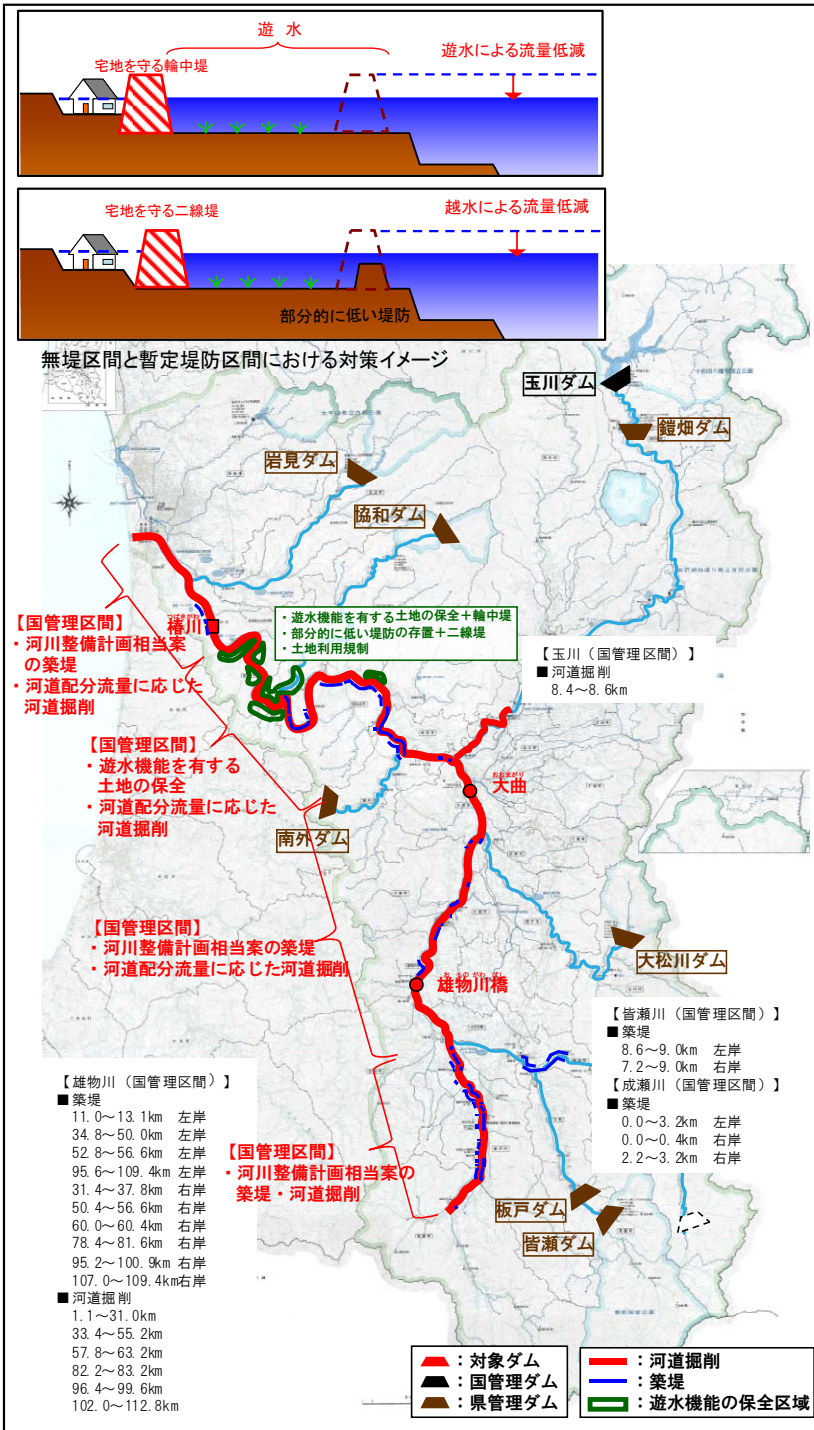 遊 水
遊水による流量低減
宅地を守る輪中堤
宅地を守る二線堤
越水による流量低減
部分的に低い堤防
無堤区間と暫定堤防区間における対策イメージ
玉川ダム
鎧畑ダム
岩見ダム
協和ダム
・遊水機能を有する土地の保全＋輪中堤
・部分的に低い堤防の存置＋二線堤
・土地利用規制
つばきがわ
椿川
【国管理区間】
・河川整備計画相当案
の築堤
・河道配分流量に応じた
河道掘削
【玉川（国管理区間）】
■河道掘削
8.4～8.6km
【国管理区間】
・遊水機能を有する
土地の保全
・河道配分流量に応じた
河道掘削
おおまがり
大曲
南外ダム
【国管理区間】
・河川整備計画相当案の築堤
・河道配分流量に応じた河道掘削
大松川ダム
おものがわばし
雄物川橋
【皆瀬川（国管理区間）】
■築堤
8.6～9.0km 左岸
7.2～9.0km 右岸
【成瀬川（国管理区間）】
■築堤
0.0～3.2km 左岸
0.0～0.4km 右岸
2.2～3.2km 右岸
【雄物川（国管理区間）】
■築堤
11.0～13.1km 左岸
34.8～50.0km 左岸
52.8～56.6km 左岸
95.6～109.4km 左岸
31.4～37.8km 右岸
50.4～56.6km 右岸
60.0～60.4km 右岸
78.4～81.6km 右岸
95.2～100.9km 右岸
107.0～109.4km右岸
■河道掘削
1.1～31.0km
33.4～55.2km
57.8～63.2km
82.2～83.2km
96.4～99.6km
102.0～112.8km
【国管理区間】
・河川整備計画相当案の
築堤・河道掘削
板戸ダム
皆瀬ダム
：対象ダム
：国管理ダム
：県管理ダム
：河道掘削
：築堤
：遊水機能の保全区域